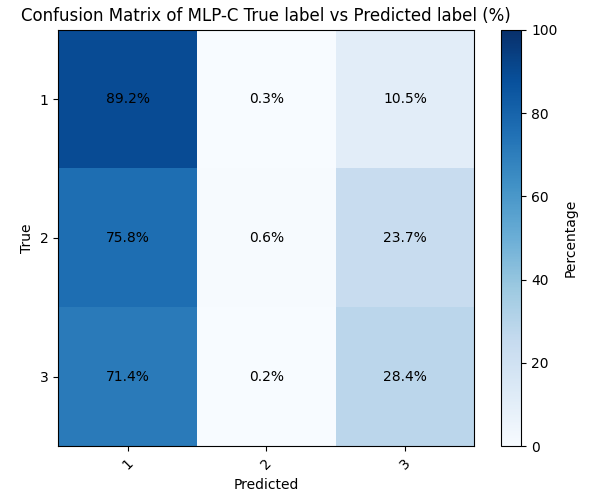 Confusion Matrix of MLP-C True label vs Predicted label (%)
1 89.2% 0.3% 10.5%
2 75.8% 0.6% 23.7%
3 71.4% 0.2% 28.4%
True
1 2 3
Predicted
100
80
60
40
20
0
Percentage